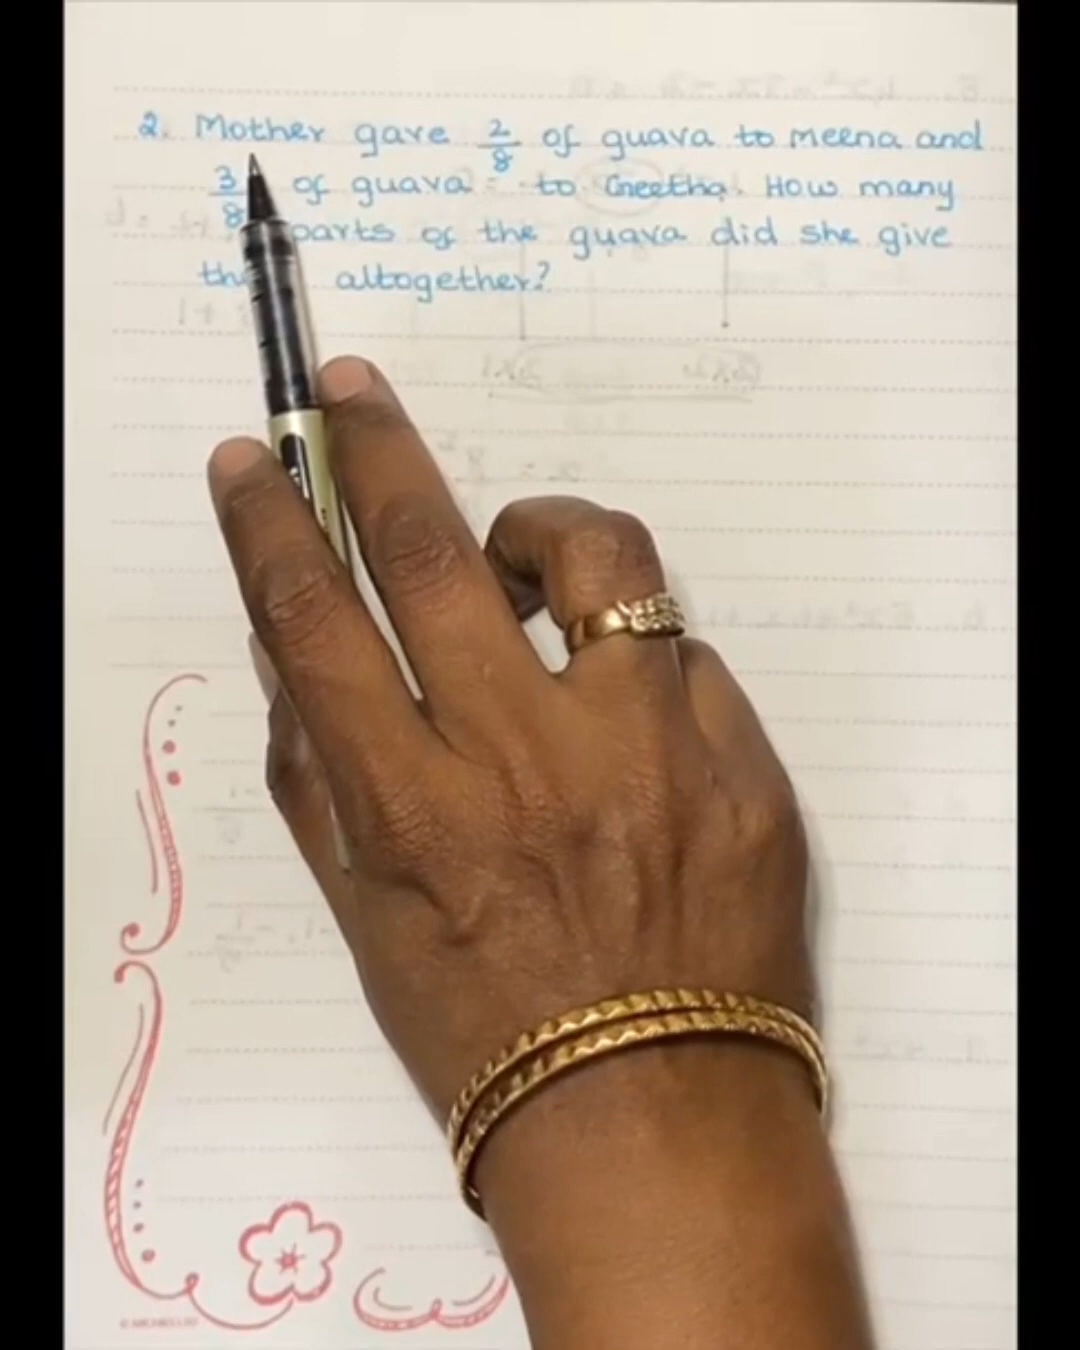 2. Mother gave 2/8 of guava to meena and
3/8 of guava to Geetha. How many
parts of the guava did she give
altogether?